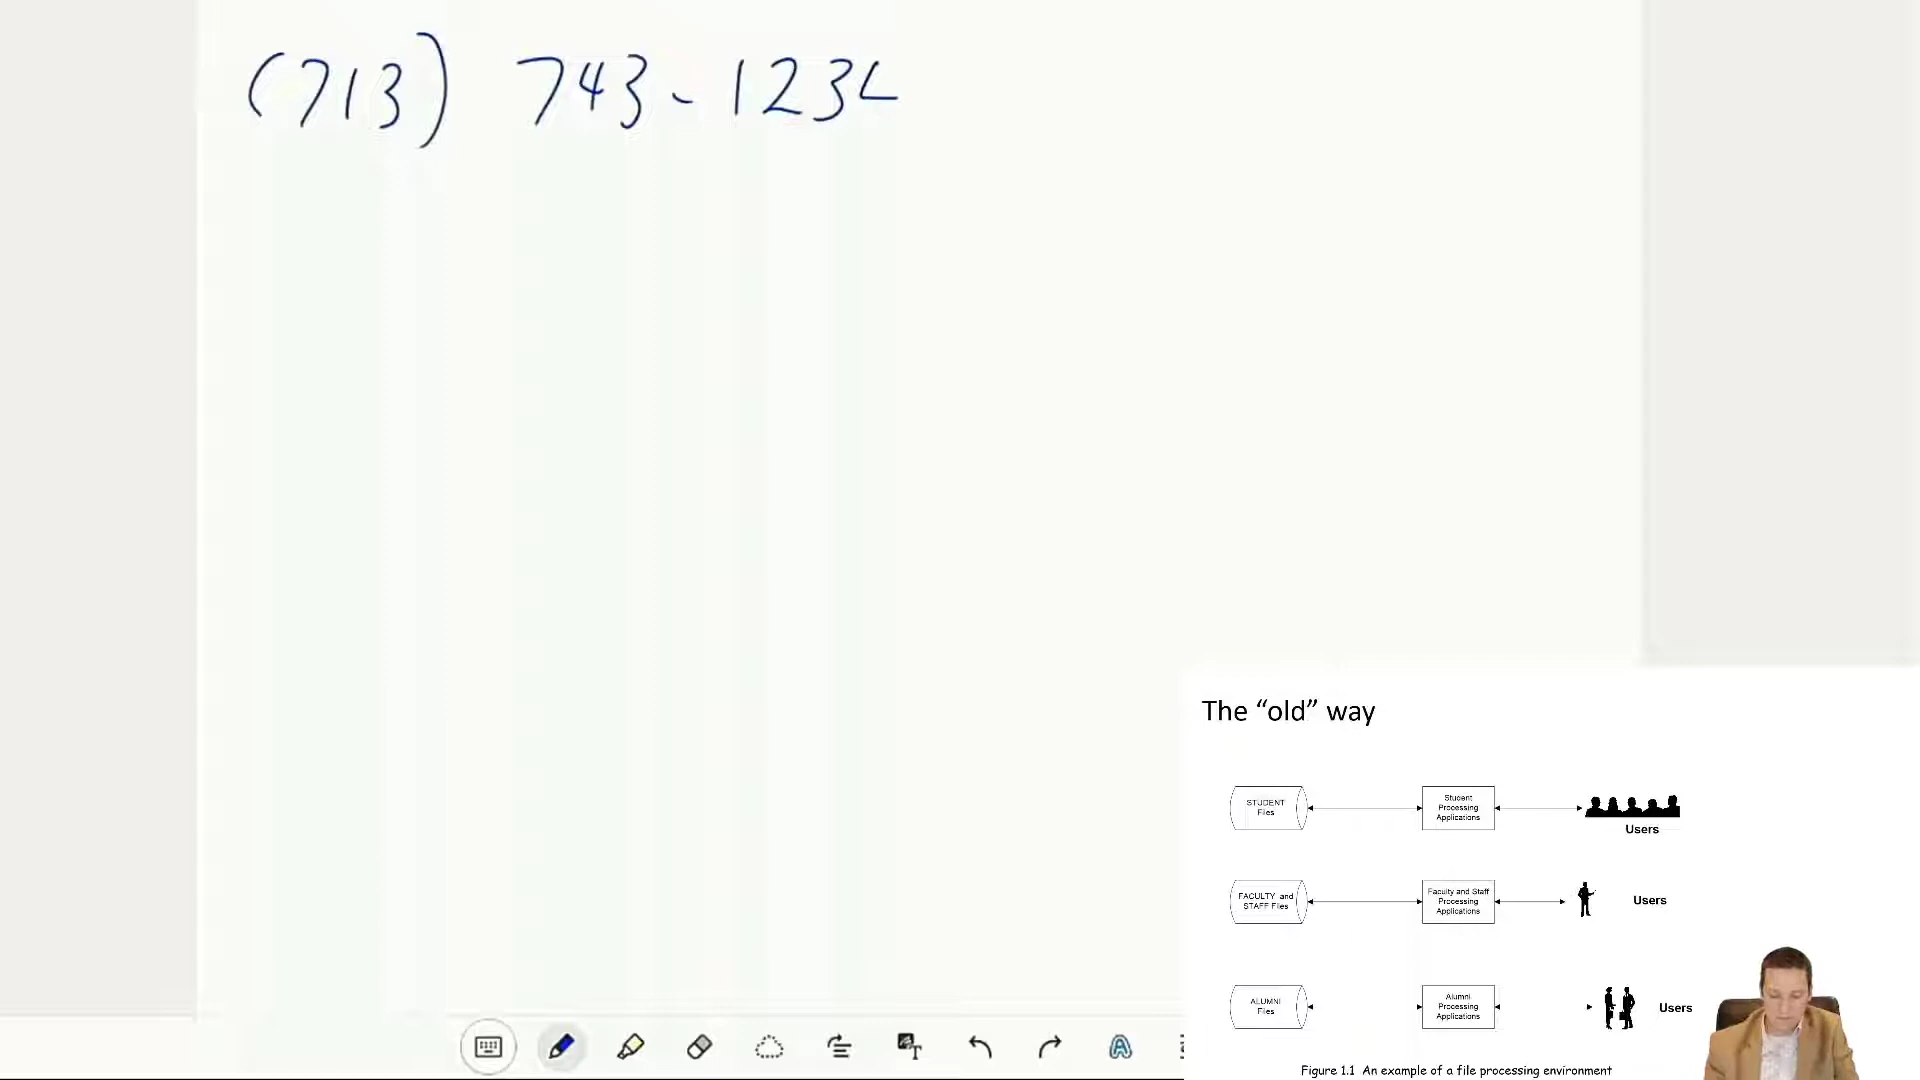 (713) 743-1234
The “old” way
STUDENT
Files
Student
Processing
Applications
Users
FACULTY and
STAFF Files
Faculty and Staff
Processing
Applications
Users
ALUMNI
Files
Alumni
Processing
Applications
Users
Figure 1.1 An example of a file processing environment